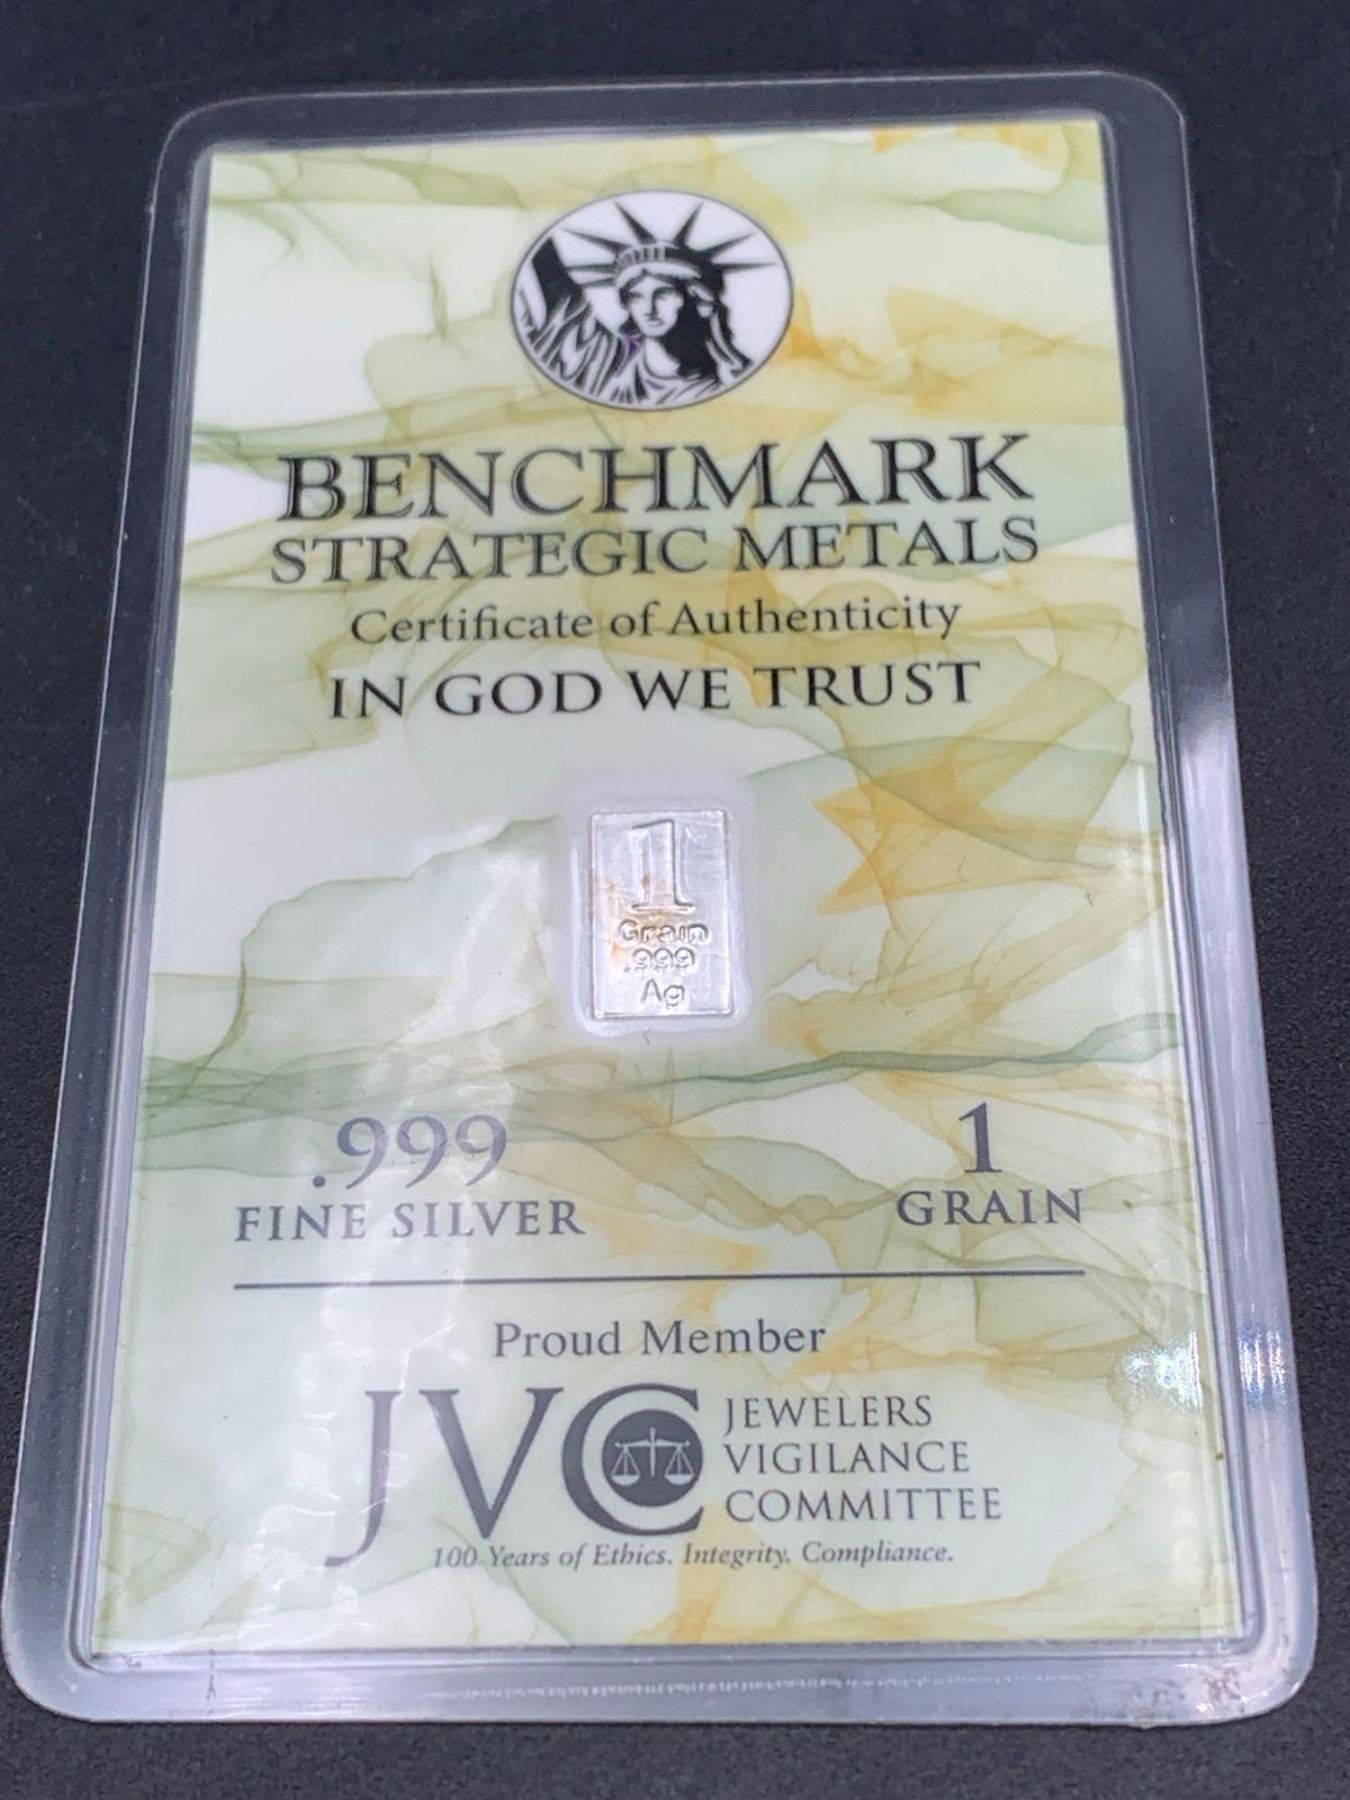 BENCHMARK
STRATEGIC METALS
Certificate of Authenticity
IN GOD WE TRUST
1
Grain
.999
Ag
.999
FINE SILVER
1
GRAIN
Proud Member
JVC
JEWELERS
VIGILANCE
COMMITTEE
100 Years of Ethics. Integrity. Compliance.